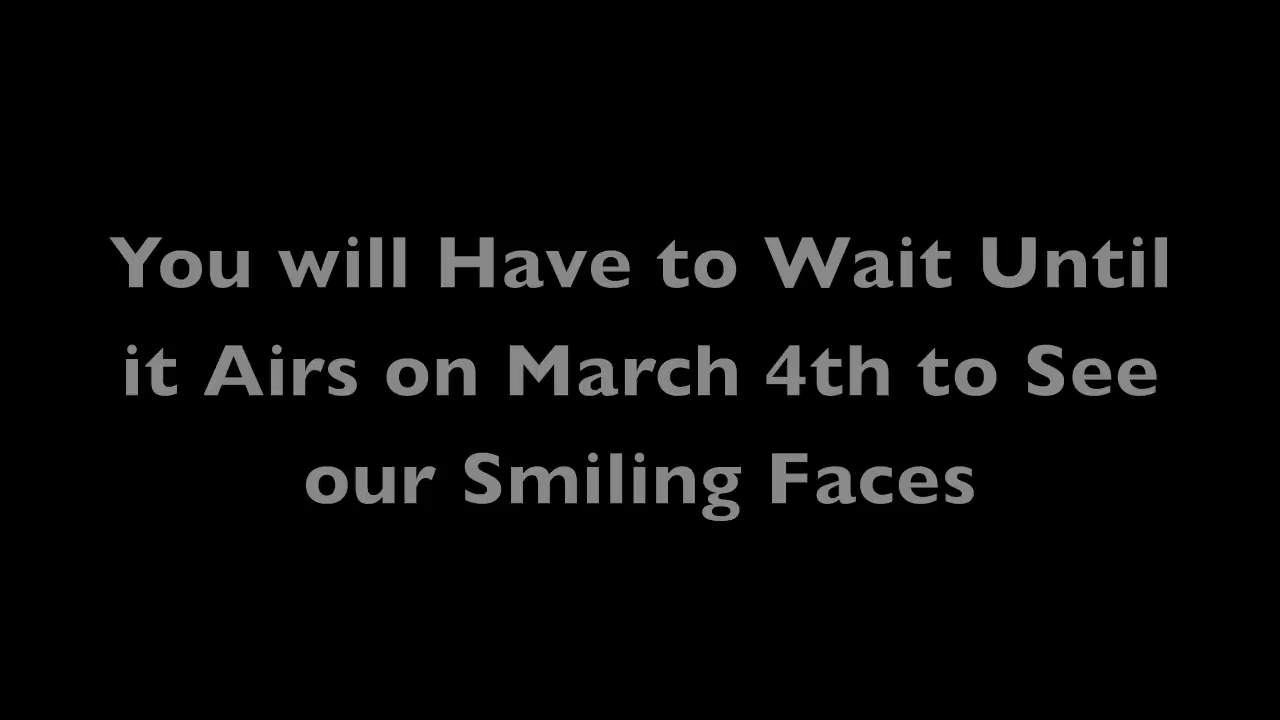 You will Have to Wait Until
it Airs on March 4th to See
our Smiling Faces